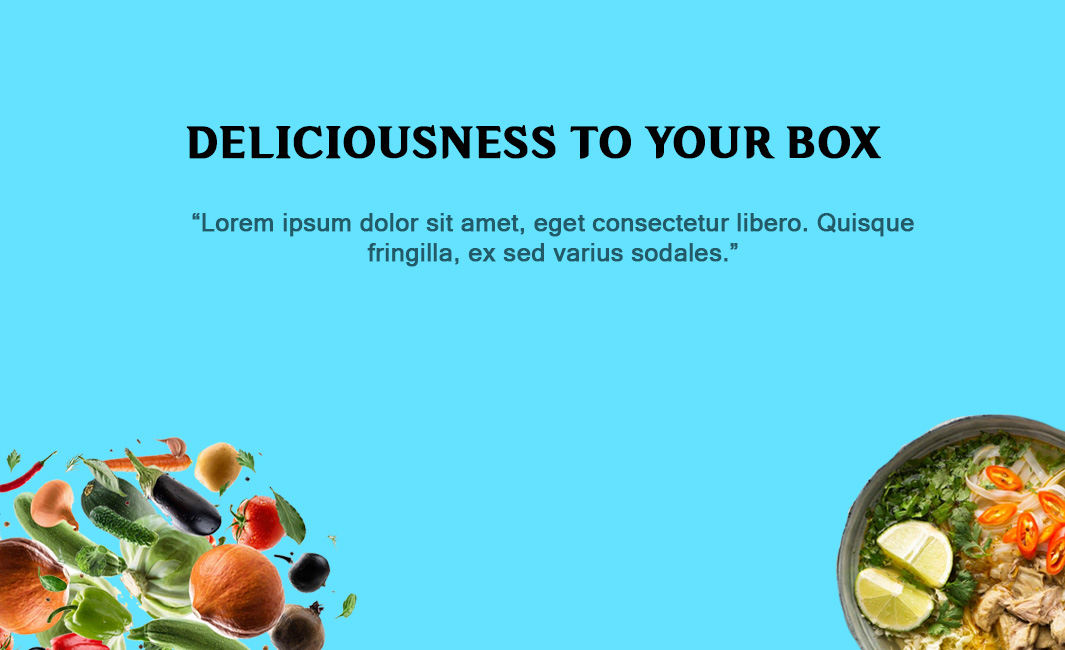 DELICIOUSNESS TO YOUR BOX
“Lorem ipsum dolor sit amet, eget consectetur libero. Quisque
fringilla, ex sed varius sodales.”